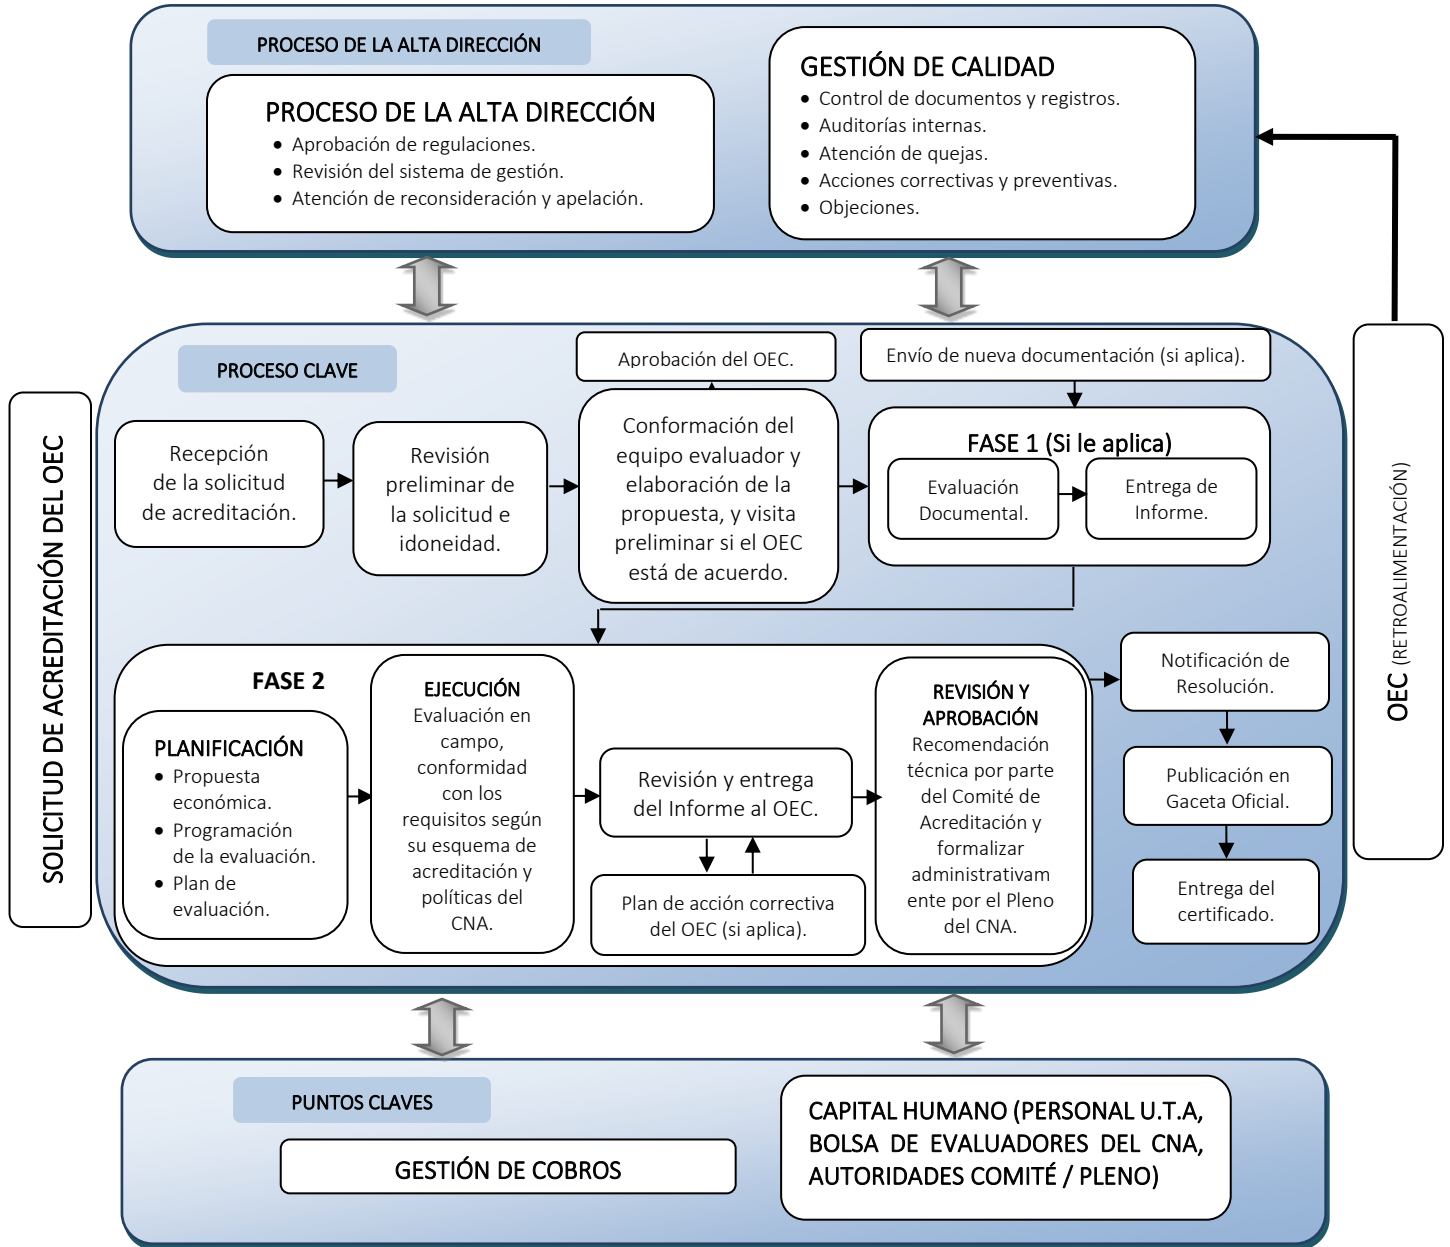 PROCESO DE LA ALTA DIRECCIÓN
PROCESO DE LA ALTA DIRECCIÓN
• Aprobación de regulaciones.
• Revisión del sistema de gestión.
• Atención de reconsideración y apelación.
GESTIÓN DE CALIDAD
• Control de documentos y registros.
• Auditorías internas.
• Atención de quejas.
• Acciones correctivas y preventivas.
• Objeciones.
SOLICITUD DE ACREDITACIÓN DEL OEC
PROCESO CLAVE
Aprobación del OEC.
Envío de nueva documentación (si aplica).
Recepción
de la solicitud
de acreditación.
Revisión
preliminar de
la solicitud e
idoneidad.
Conformación del
equipo evaluador y
elaboración de la
propuesta, y visita
preliminar si el OEC
está de acuerdo.
FASE 1 (Si le aplica)
Evaluación
Documental.
Entrega de
Informe.
FASE 2
PLANIFICACIÓN
• Propuesta
económica.
• Programación
de la evaluación.
• Plan de
evaluación.
EJECUCIÓN
Evaluación en
campo,
conformidad
con los
requisitos según
su esquema de
acreditación y
políticas del
CNA.
Revisión y entrega
del Informe al OEC.
Plan de acción correctiva
del OEC (si aplica).
REVISIÓN Y
APROBACIÓN
Recomendación
técnica por parte
del Comité de
Acreditación y
formalizar
administrativam
ente por el Pleno
del CNA.
Notificación de
Resolución.
Publicación en
Gaceta Oficial.
Entrega del
certificado.
OEC (RETROALIMENTACIÓN)
PUNTOS CLAVES
GESTIÓN DE COBROS
CAPITAL HUMANO (PERSONAL U.T.A,
BOLSA DE EVALUADORES DEL CNA,
AUTORIDADES COMITÉ / PLENO)